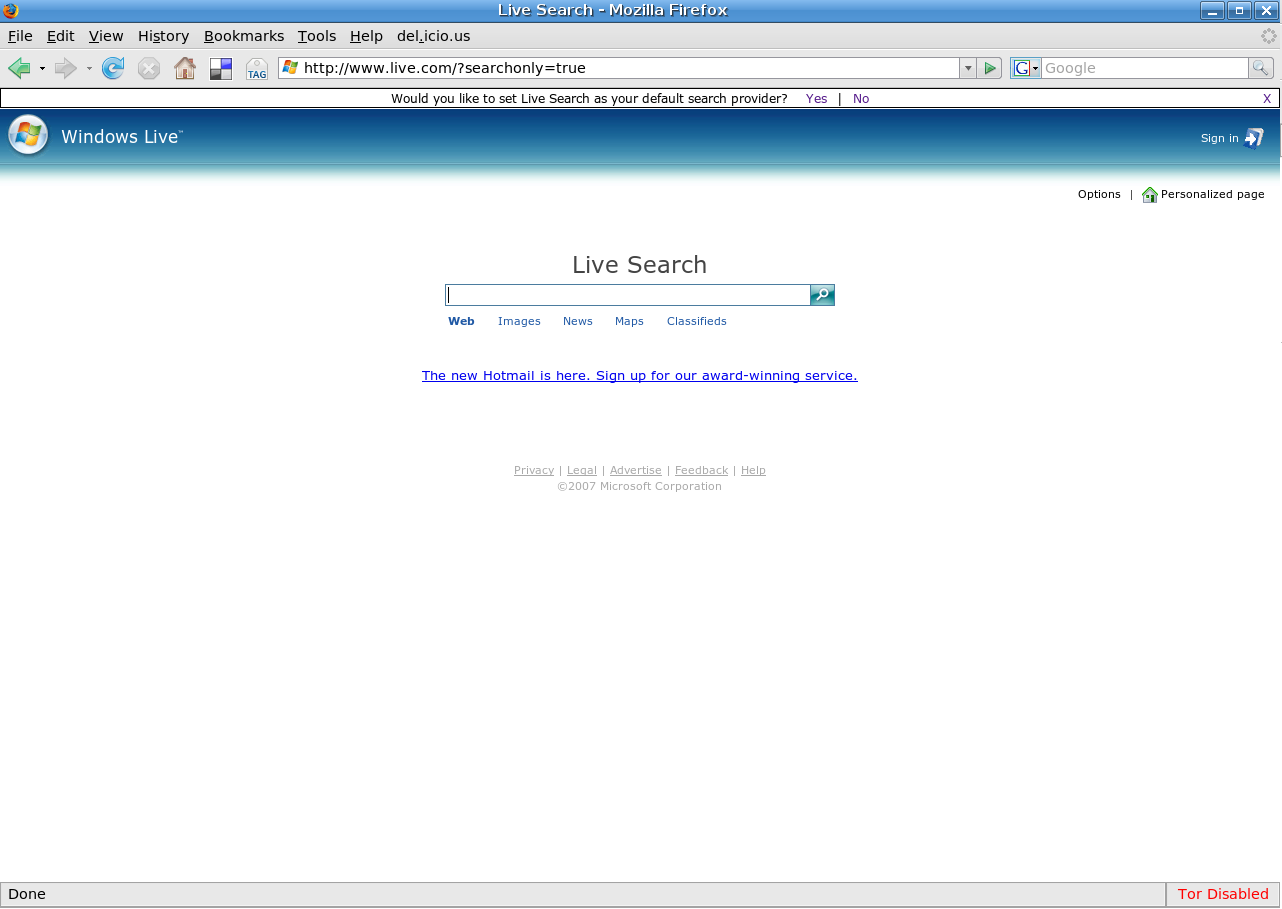 Live Search - Mozilla Firefox
File Edit View History Bookmarks Tools Help del.icio.us
TAG http://www.live.com/?searchonly=true G Google
Would you like to set Live Search as your default search provider? Yes | No X
Windows Live™ Sign in
Options | Personalized page
Live Search
Web Images News Maps Classifieds
The new Hotmail is here. Sign up for our award-winning service.
Privacy | Legal | Advertise | Feedback | Help
©2007 Microsoft Corporation
Done Tor Disabled